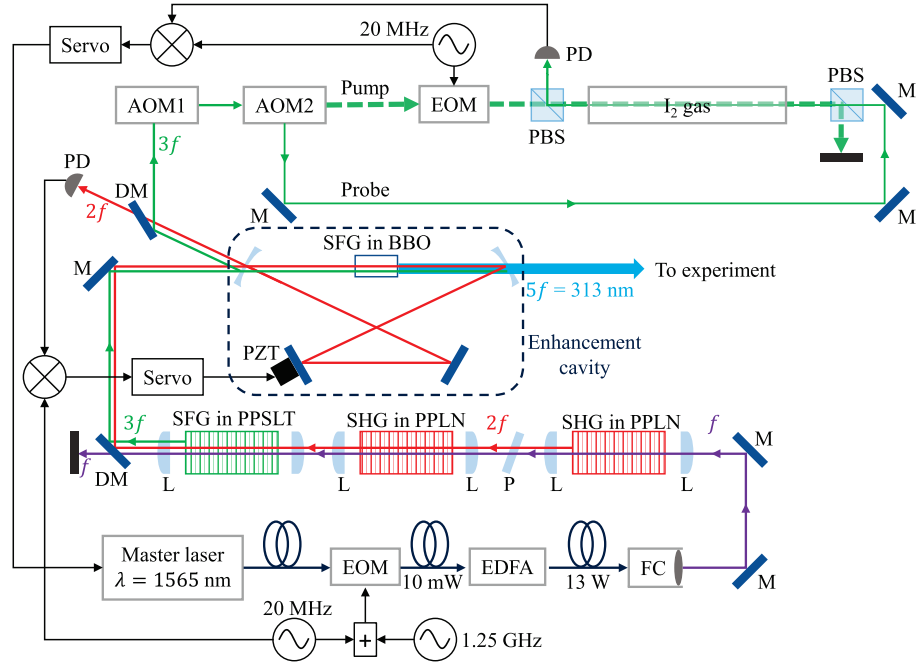 20 MHz
Servo
PD
PBS
AOM1
AOM2
Pump
EOM
M
I₂ gas
PBS
3f
PD
DM
Probe
2f
M
M
SFG in BBO
M
To experiment
5f = 313 nm
PZT
Enhancement
cavity
Servo
3f
SFG in PPSLT
SHG in PPLN
2f
SHG in PPLN
f
M
f
DM
L
L
L
P
L
L
Master laser
λ = 1565 nm
EOM
10 mW
EDFA
13 W
FC
M
20 MHz
+
1.25 GHz